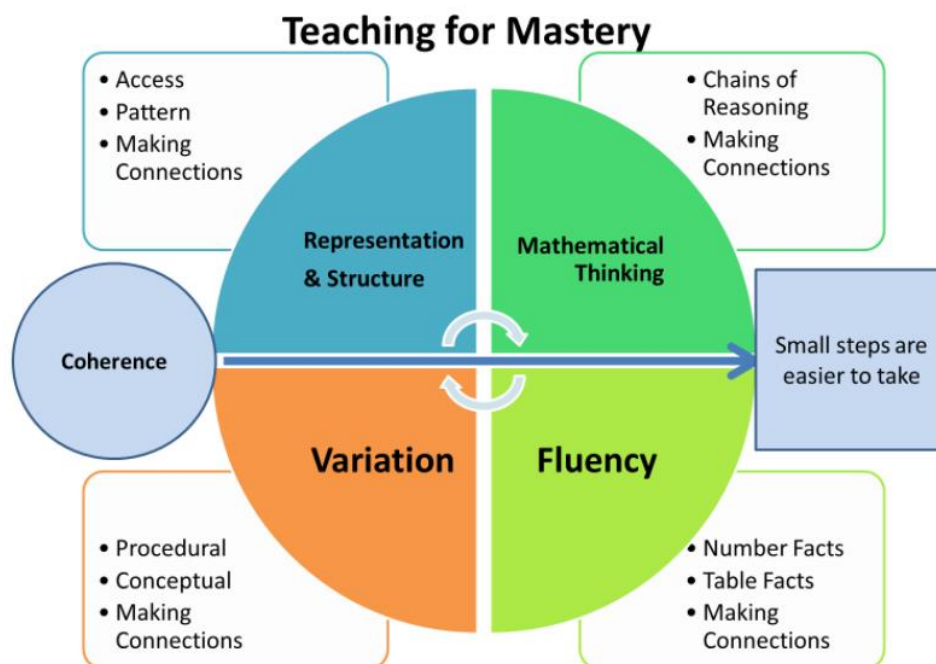 Teaching for Mastery
• Access
• Pattern
• Making
Connections
• Chains of
Reasoning
• Making
Connections
Representation
& Structure
Mathematical
Thinking
Coherence
Small steps are
easier to take
Variation
Fluency
• Procedural
• Conceptual
• Making
Connections
• Number Facts
• Table Facts
• Making
Connections